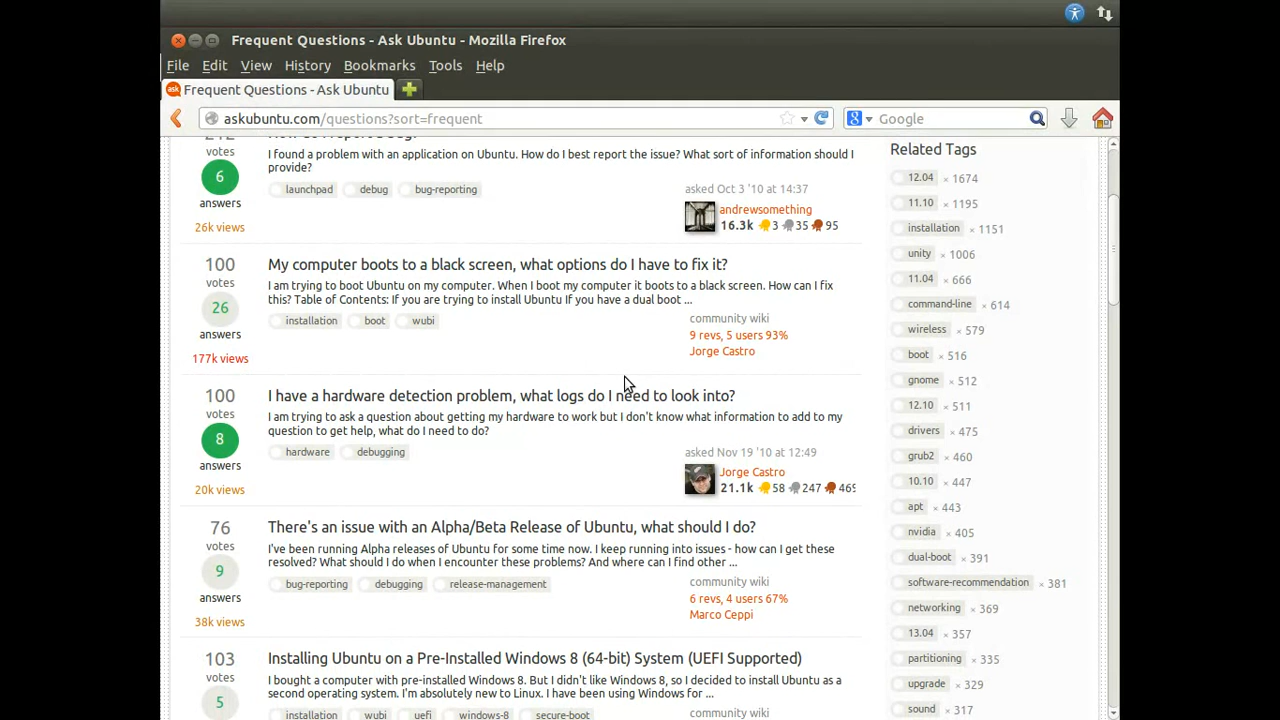 Frequent Questions - Ask Ubuntu - Mozilla Firefox
File Edit View History Bookmarks Tools Help
ask Frequent Questions - Ask Ubuntu
askubuntu.com/questions?sort=frequent
8 Google
votes
6
answers
26k views
I found a problem with an application on Ubuntu. How do I best report the issue? What sort of information should I
provide?
launchpad debug bug-reporting
asked Oct 3 '10 at 14:37
andrewsomething
16.3k 3 35 95
100
votes
26
answers
177k views
My computer boots to a black screen, what options do I have to fix it?
I am trying to boot Ubuntu on my computer. When I boot my computer it boots to a black screen. How can I fix
this? Table of Contents: If you are trying to install Ubuntu If you have a dual boot ...
installation boot wubi
community wiki
9 revs, 5 users 93%
Jorge Castro
100
votes
8
answers
20k views
I have a hardware detection problem, what logs do I need to look into?
I am trying to ask a question about getting my hardware to work but I don't know what information to add to my
question to get help, what do I need to do?
hardware debugging
asked Nov 19 '10 at 12:49
Jorge Castro
21.1k 58 247 469
76
votes
9
answers
38k views
There's an issue with an Alpha/Beta Release of Ubuntu, what should I do?
I've been running Alpha releases of Ubuntu for some time now. I keep running into issues - how can I get these
resolved? What should I do when I encounter these problems? And where can I find other ...
bug-reporting debugging release-management
community wiki
6 revs, 4 users 67%
Marco Ceppi
103
votes
5
answers
Installing Ubuntu on a Pre-Installed Windows 8 (64-bit) System (UEFI Supported)
I bought a computer with pre-installed Windows 8. But I didn't like Windows 8, so I decided to install Ubuntu as a
second operating system. I'm absolutely new to Linux. I have been using Windows for ...
installation wubi uefi windows-8 secure-boot
community wiki
Related Tags
12.04 × 1674
11.10 × 1195
installation × 1151
unity × 1006
11.04 × 666
command-line × 614
wireless × 579
boot × 516
gnome × 512
12.10 × 511
drivers × 475
grub2 × 460
10.10 × 447
apt × 443
nvidia × 405
dual-boot × 391
software-recommendation × 381
networking × 369
13.04 × 357
partitioning × 335
upgrade × 329
sound × 317